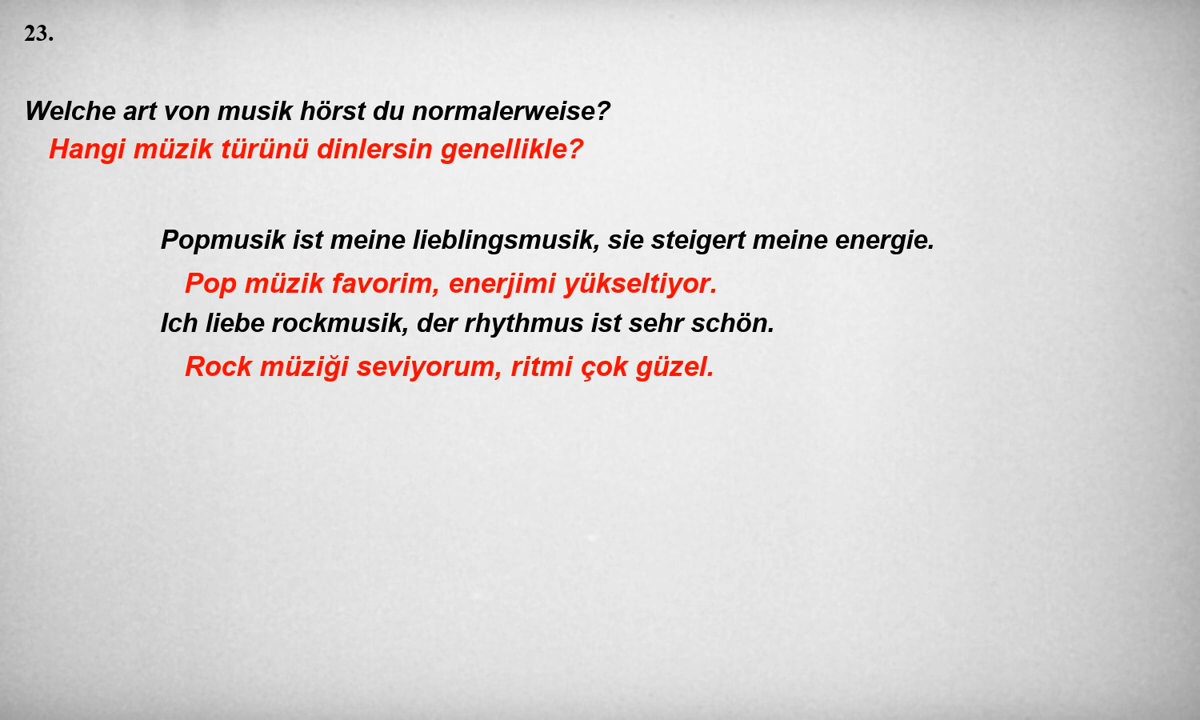 23.
Welche art von musik hörst du normalerweise?
Hangi müzik türünü dinlersin genellikle?
Popmusik ist meine lieblingsmusik, sie steigert meine energie.
Pop müzik favorim, enerjimi yükseltiyor.
Ich liebe rockmusik, der rhythmus ist sehr schön.
Rock müziği seviyorum, ritmi çok güzel.